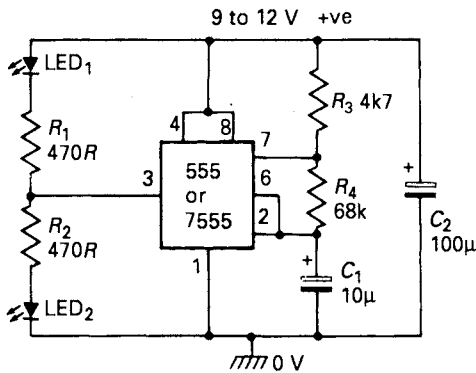 9 to 12 V +ve
LED₁
R₁
470R
R₂
470R
LED₂
3
4
8
7
6
2
1
555
or
7555
R₃ 4k7
R₄
68k
+
C₁
10µ
+
C₂
100µ
0 V